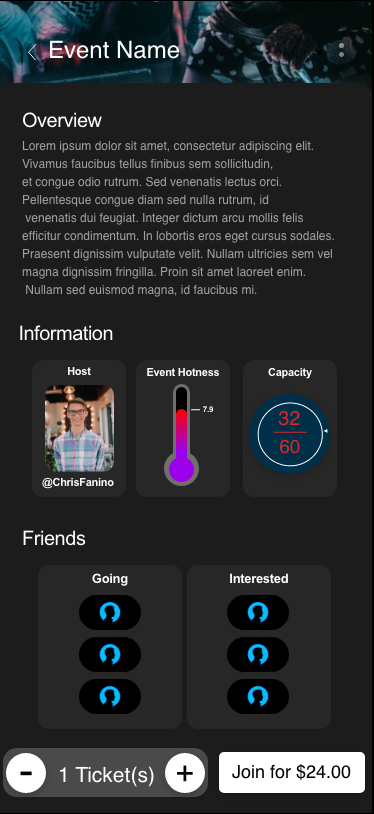 Event Name
Overview
Lorem ipsum dolor sit amet, consectetur adipiscing elit.
Vivamus faucibus tellus finibus sem sollicitudin,
et congue odio rutrum. Sed venenatis lectus orci.
Pellentesque congue diam sed nulla rutrum, id
venenatis dui feugiat. Integer dictum arcu mollis felis
efficitur condimentum. In lobortis eros eget cursus sodales.
Praesent dignissim vulputate velit. Nullam ultricies sem vel
magna dignissim fringilla. Proin sit amet laoreet enim.
Nullam sed euismod magna, id faucibus mi.
Information
Host
@ChrisFanino
Event Hotness
7.9
Capacity
32
60
Friends
Going
Interested
- 1 Ticket(s) +
Join for $24.00